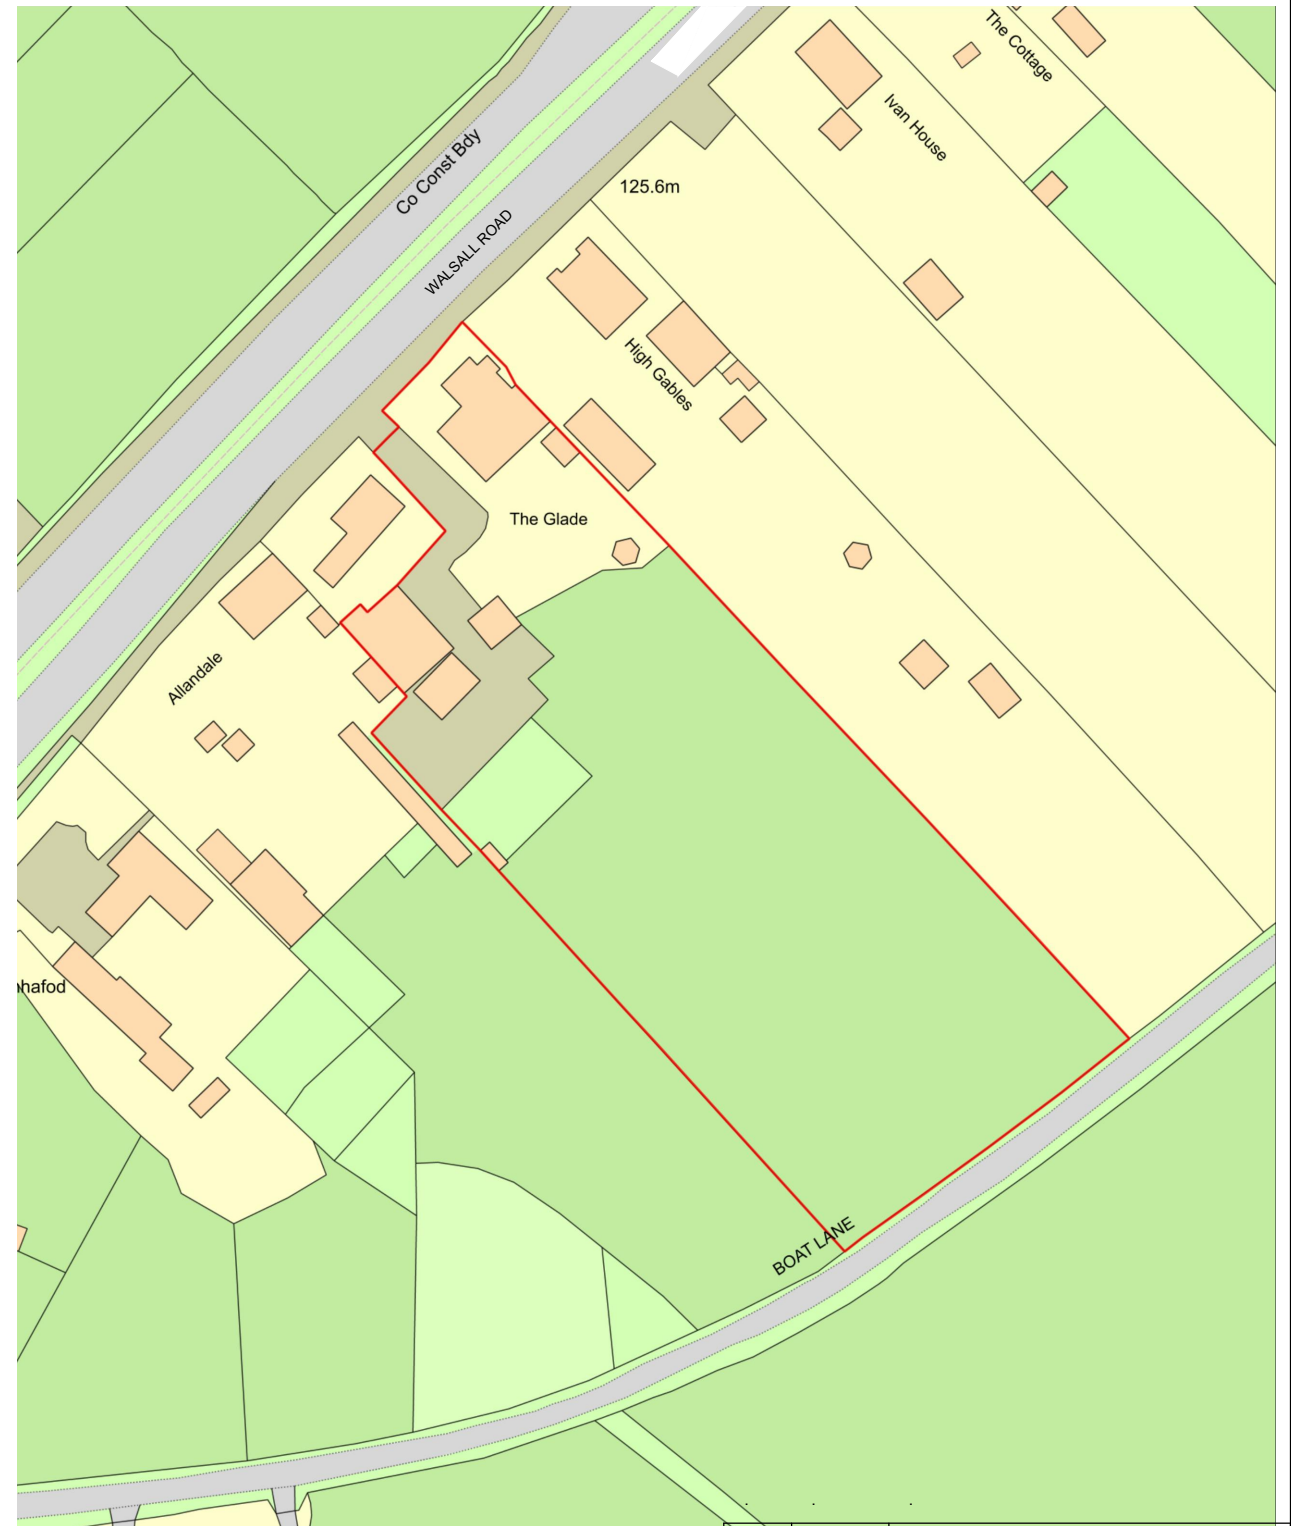 The Cottage
Ivan House
Co Const Bdy
125.6m
WALSALL ROAD
High Gables
The Glade
Allandale
hafod
BOAT LANE